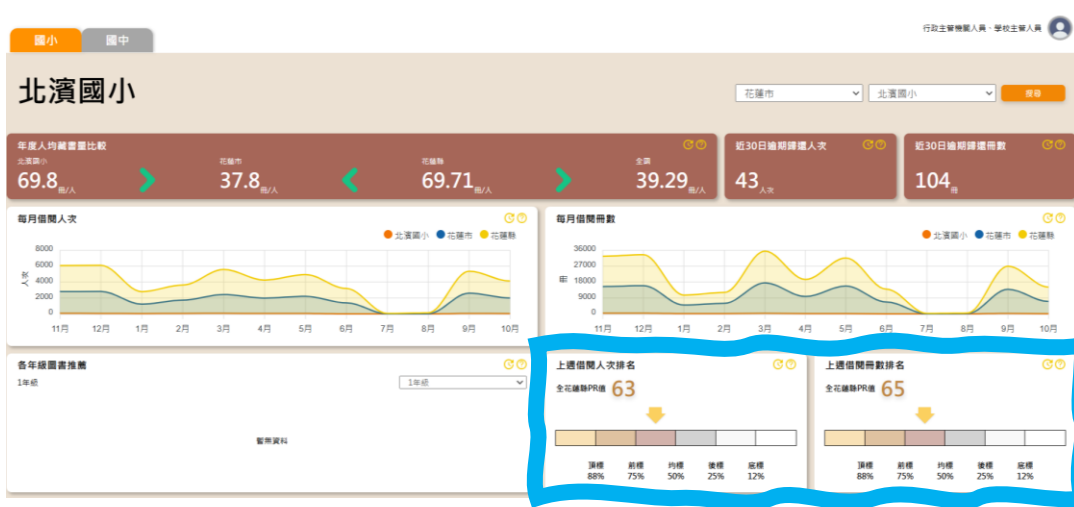 行政主管機關人員、學校主管人員
國小 國中
北濱國小
花蓮市 北濱國小 搜尋
年度人均藏書量比較
北濱國小 花蓮市 花蓮縣 全國
69.8 冊/人 37.8 冊/人 69.71 冊/人 39.29 冊/人
近30日逾期歸還人次
43 人次
近30日逾期歸還冊數
104 冊
每月借閱人次
北濱國小 花蓮市 花蓮縣
人次
8000
6000
4000
2000
0
11月 12月 1月 2月 3月 4月 5月 6月 7月 8月 9月 10月
每月借閱冊數
北濱國小 花蓮市 花蓮縣
冊
36000
27000
18000
9000
0
11月 12月 1月 2月 3月 4月 5月 6月 7月 8月 9月 10月
各年級圖書推薦
1年級 1年級
暫無資料
上週借閱人次排名
全花蓮縣PR值 63
頂標 前標 均標 後標 底標
88% 75% 50% 25% 12%
上週借閱冊數排名
全花蓮縣PR值 65
頂標 前標 均標 後標 底標
88% 75% 50% 25% 12%